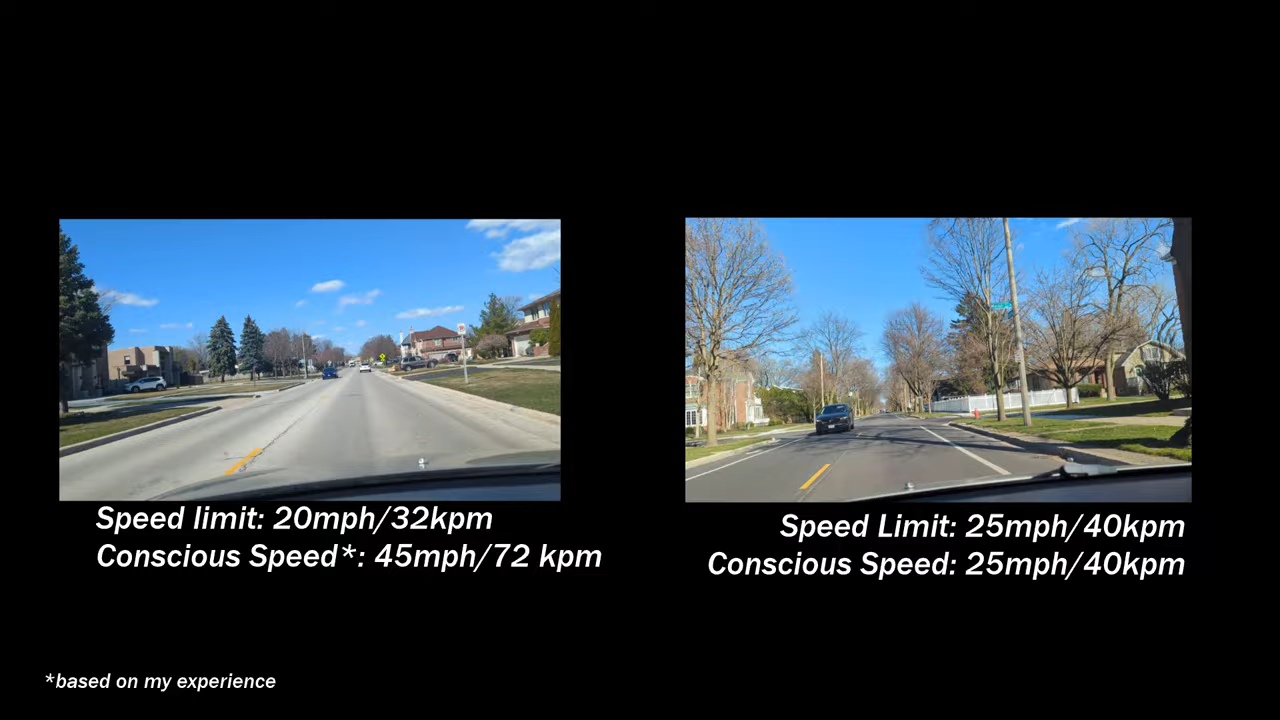 Speed limit: 20mph/32kpm
Conscious Speed*: 45mph/72 kpm
Speed Limit: 25mph/40kpm
Conscious Speed: 25mph/40kpm
*based on my experience